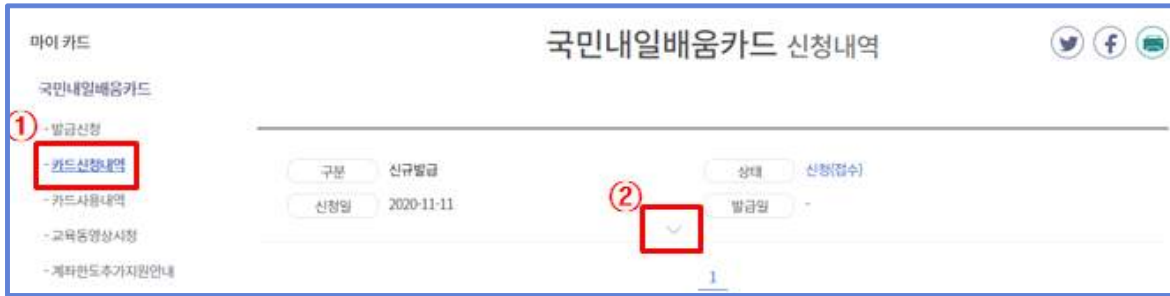 마이 카드
국민내일배움카드 신청내역
국민내일배움카드
① - 발급신청
- 카드신청내역
- 카드사용내역
- 교육동영상시청
- 계좌한도추가지원안내
구분 신규발급 상태 신청(접수)
신청일 2020-11-11 발급일 -
②
1